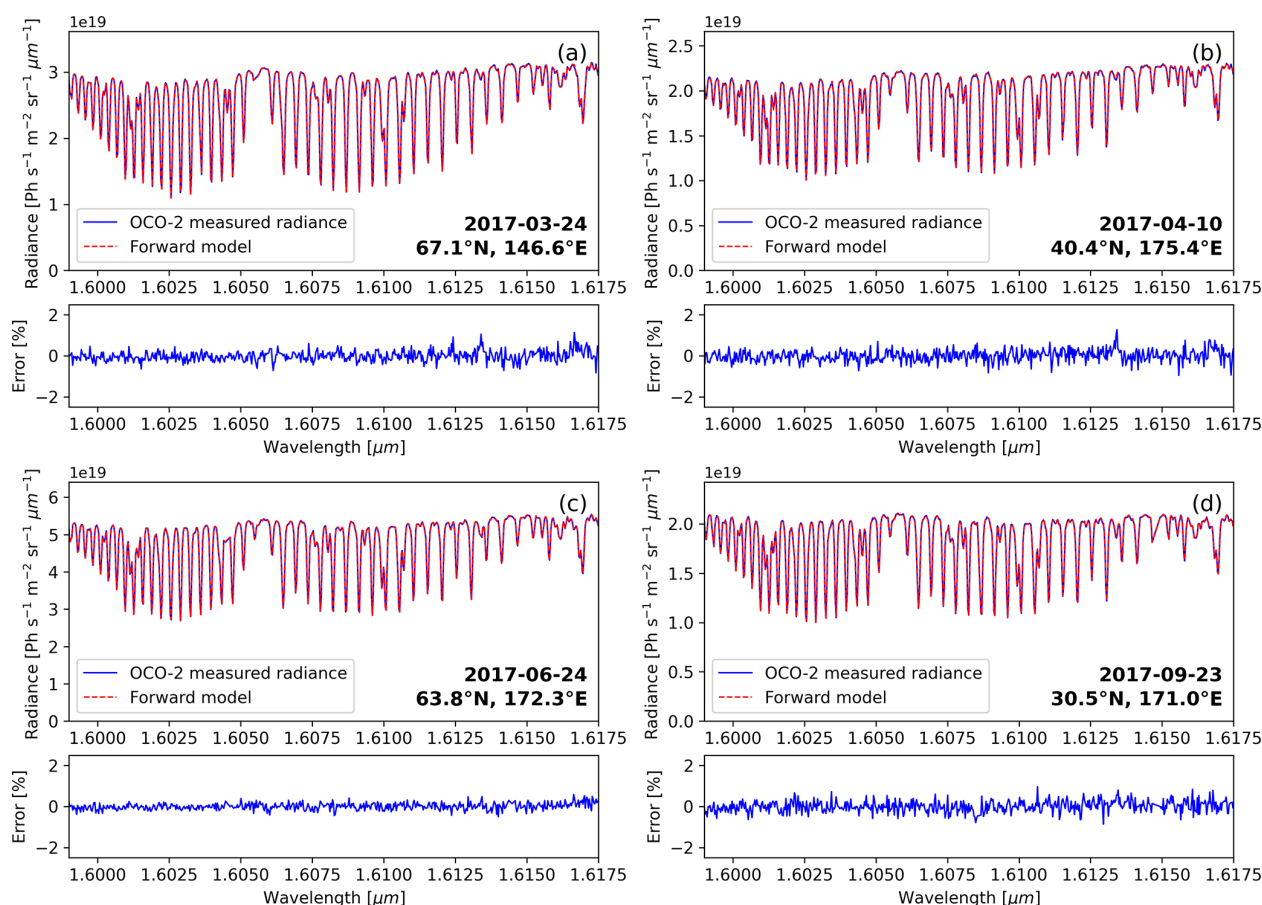 1e19
(a)
Radiance [Ph s⁻¹ m⁻² sr⁻¹ μm⁻¹]
3
2
1
0
OCO-2 measured radiance
Forward model
2017-03-24
67.1°N, 146.6°E
1.6000 1.6025 1.6050 1.6075 1.6100 1.6125 1.6150 1.6175
Error [%]
2
0
−2
1.6000 1.6025 1.6050 1.6075 1.6100 1.6125 1.6150 1.6175
Wavelength [μm]
1e19
(b)
Radiance [Ph s⁻¹ m⁻² sr⁻¹ μm⁻¹]
2.5
2.0
1.5
1.0
0.5
0.0
OCO-2 measured radiance
Forward model
2017-04-10
40.4°N, 175.4°E
1.6000 1.6025 1.6050 1.6075 1.6100 1.6125 1.6150 1.6175
Error [%]
2
0
−2
1.6000 1.6025 1.6050 1.6075 1.6100 1.6125 1.6150 1.6175
Wavelength [μm]
1e19
(c)
Radiance [Ph s⁻¹ m⁻² sr⁻¹ μm⁻¹]
6
5
4
3
2
1
0
OCO-2 measured radiance
Forward model
2017-06-24
63.8°N, 172.3°E
1.6000 1.6025 1.6050 1.6075 1.6100 1.6125 1.6150 1.6175
Error [%]
2
0
−2
1.6000 1.6025 1.6050 1.6075 1.6100 1.6125 1.6150 1.6175
Wavelength [μm]
1e19
(d)
Radiance [Ph s⁻¹ m⁻² sr⁻¹ μm⁻¹]
2.0
1.5
1.0
0.5
0.0
OCO-2 measured radiance
Forward model
2017-09-23
30.5°N, 171.0°E
1.6000 1.6025 1.6050 1.6075 1.6100 1.6125 1.6150 1.6175
Error [%]
2
0
−2
1.6000 1.6025 1.6050 1.6075 1.6100 1.6125 1.6150 1.6175
Wavelength [μm]